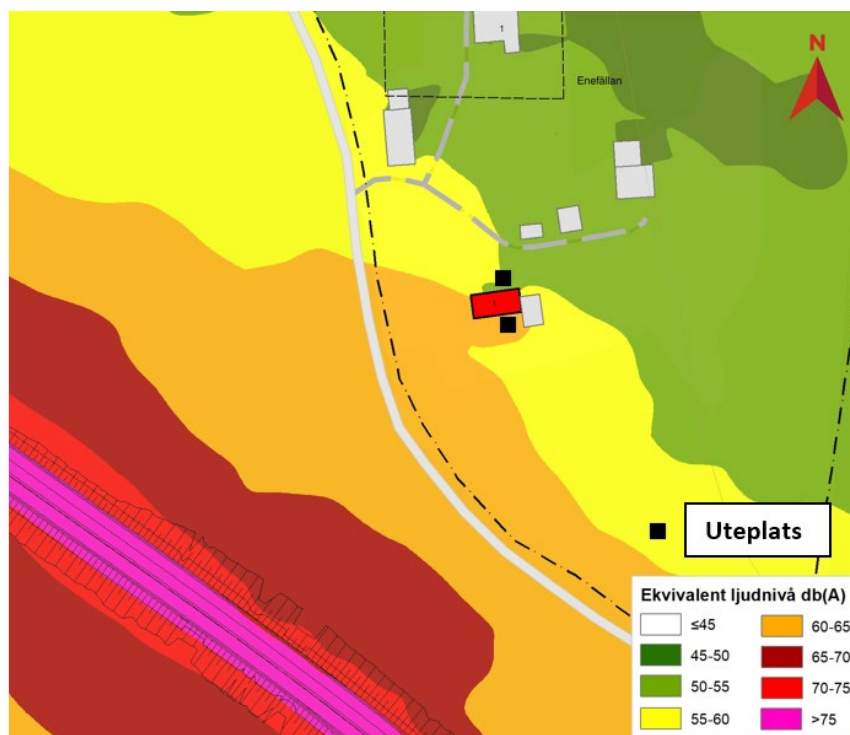 1
N
Enefällan
1
Uteplats
Ekvivalent ljudnivå db(A)
≤45
60-65
45-50
65-70
50-55
70-75
55-60
>75